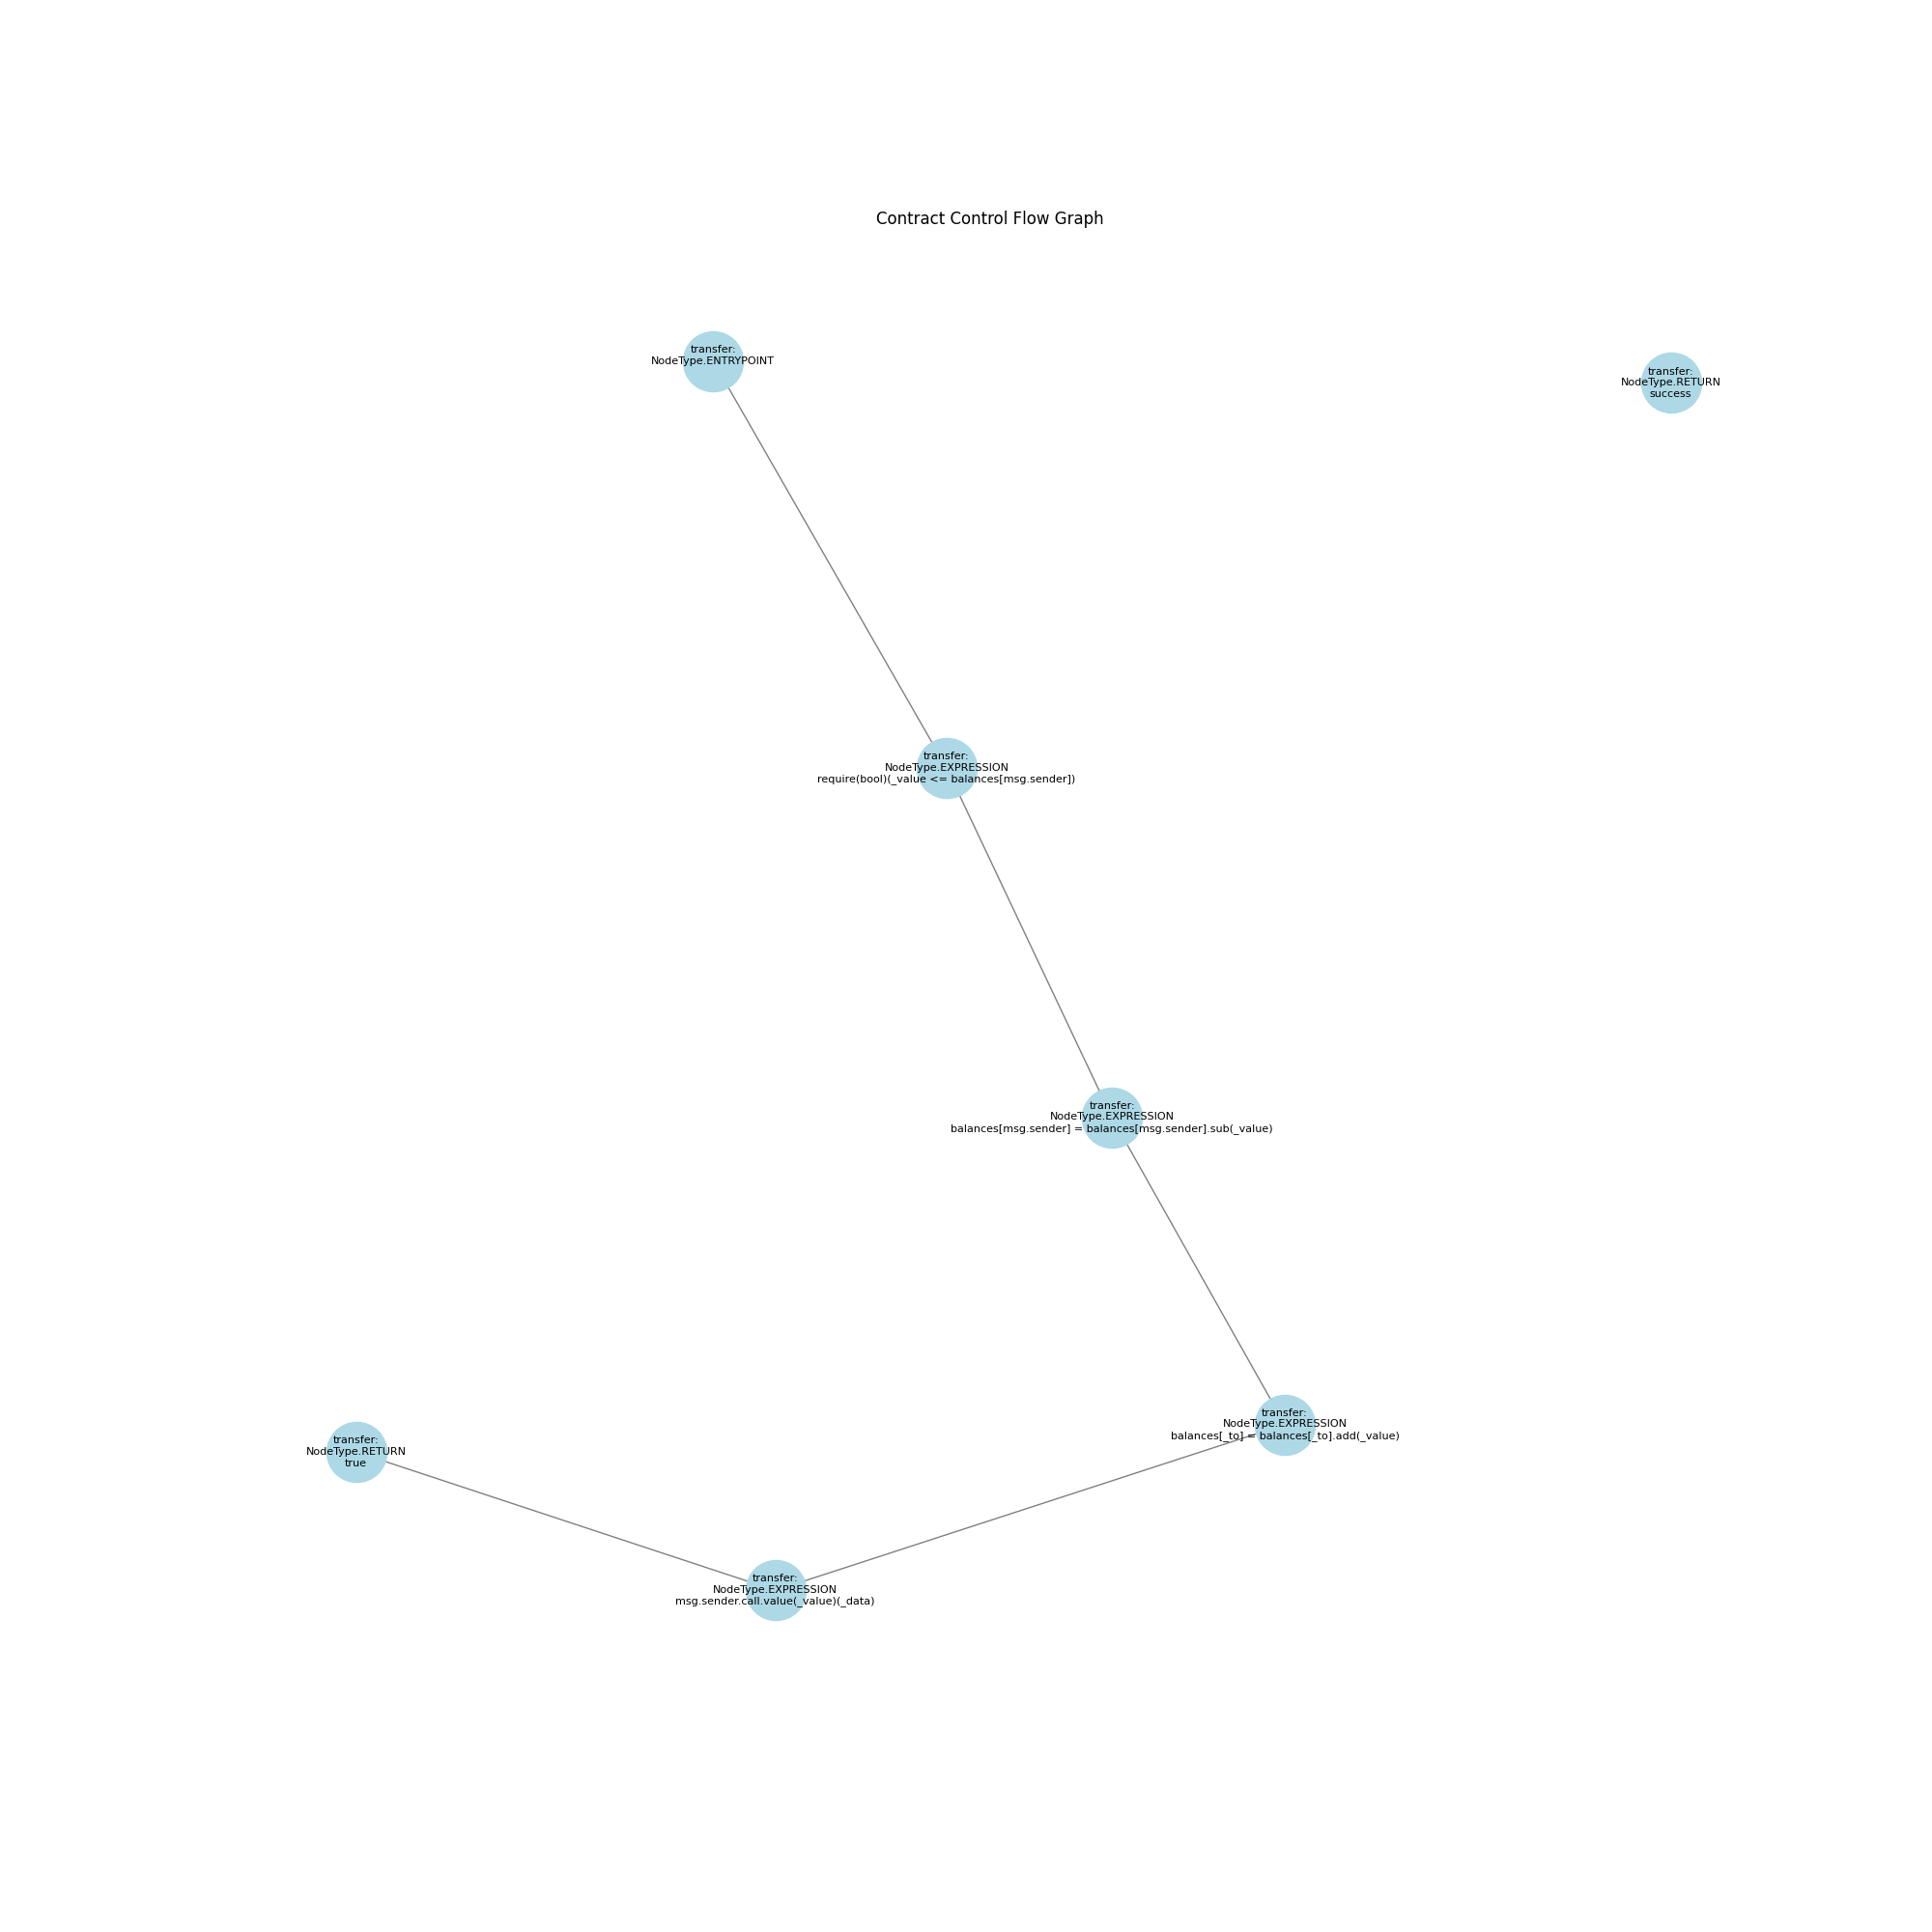 Contract Control Flow Graph
transfer:
NodeType.ENTRYPOINT
transfer:
NodeType.RETURN
success
transfer:
NodeType.EXPRESSION
require(bool)(_value <= balances[msg.sender])
transfer:
NodeType.EXPRESSION
balances[msg.sender] = balances[msg.sender].sub(_value)
transfer:
NodeType.EXPRESSION
balances[_to] = balances[_to].add(_value)
transfer:
NodeType.RETURN
true
transfer:
NodeType.EXPRESSION
msg.sender.call.value(_value)(_data)